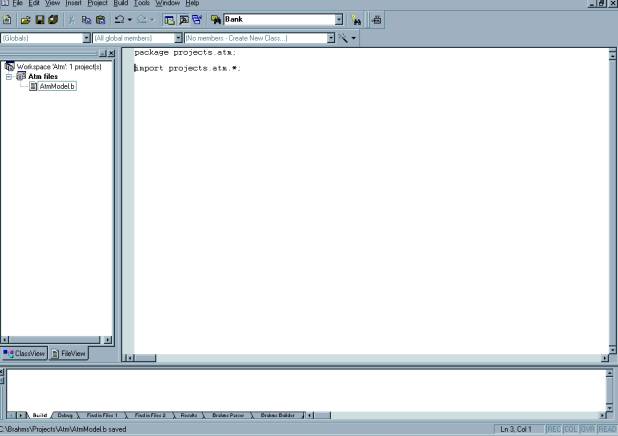 File Edit View Insert Project Build Tools Window Help
Bank
(Globals) (All global members) (No members - Create New Class...)
package projects.atm;
import projects.atm.*;
Workspace 'Atm': 1 project(s)
Atm files
AtmModel.b
ClassView FileView
Build Debug Find in Files 1 Find in Files 2 Results Brahms Parser Brahms Builder
C:\Brahms\Projects\Atm\AtmModel.b saved Ln 3, Col 1 REC COL OVR READ